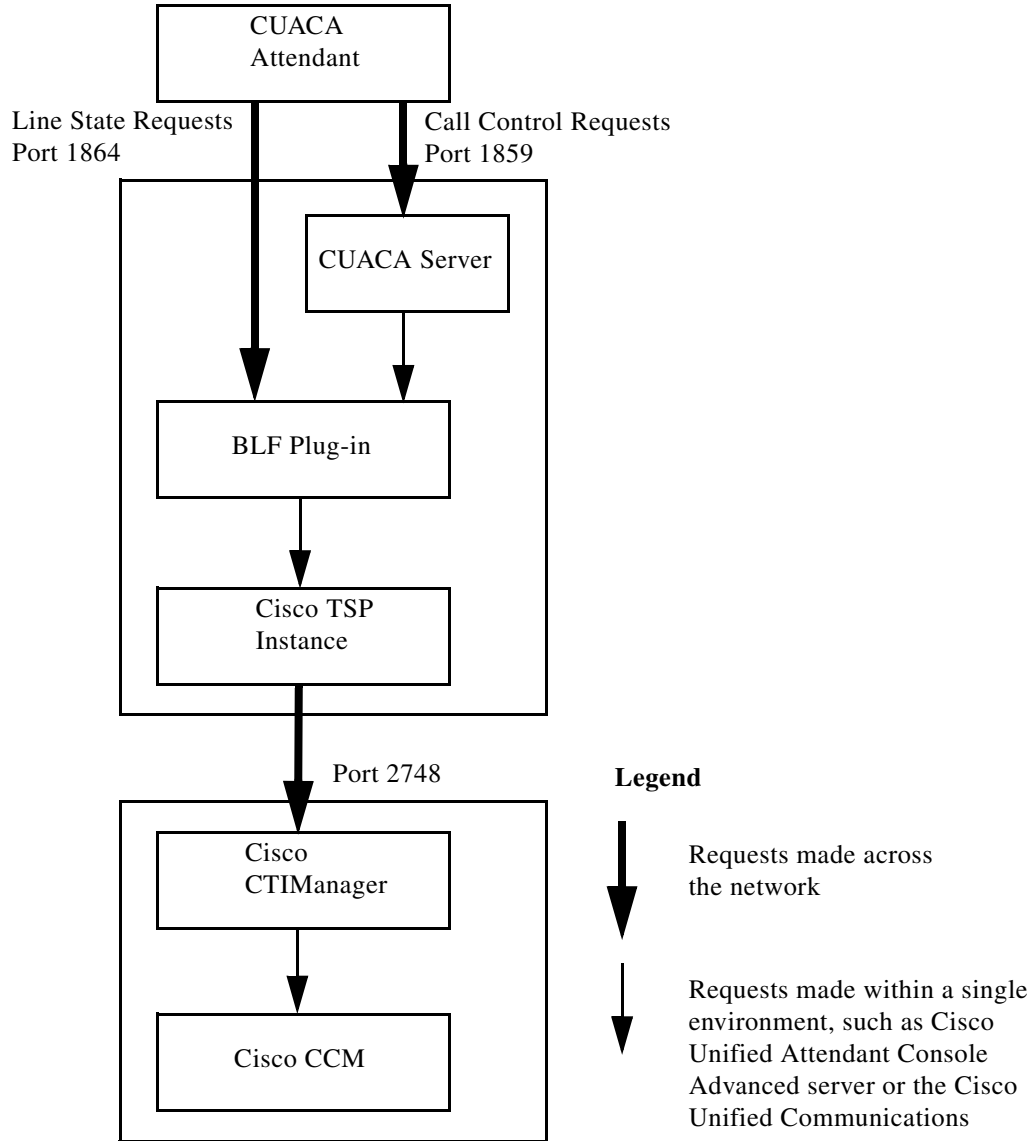 CUACA
Attendant
Line State Requests
Port 1864
Call Control Requests
Port 1859
CUACA Server
BLF Plug-in
Cisco TSP
Instance
Port 2748
Cisco
CTIManager
Cisco CCM
Legend
Requests made across
the network
Requests made within a single
environment, such as Cisco
Unified Attendant Console
Advanced server or the Cisco
Unified Communications